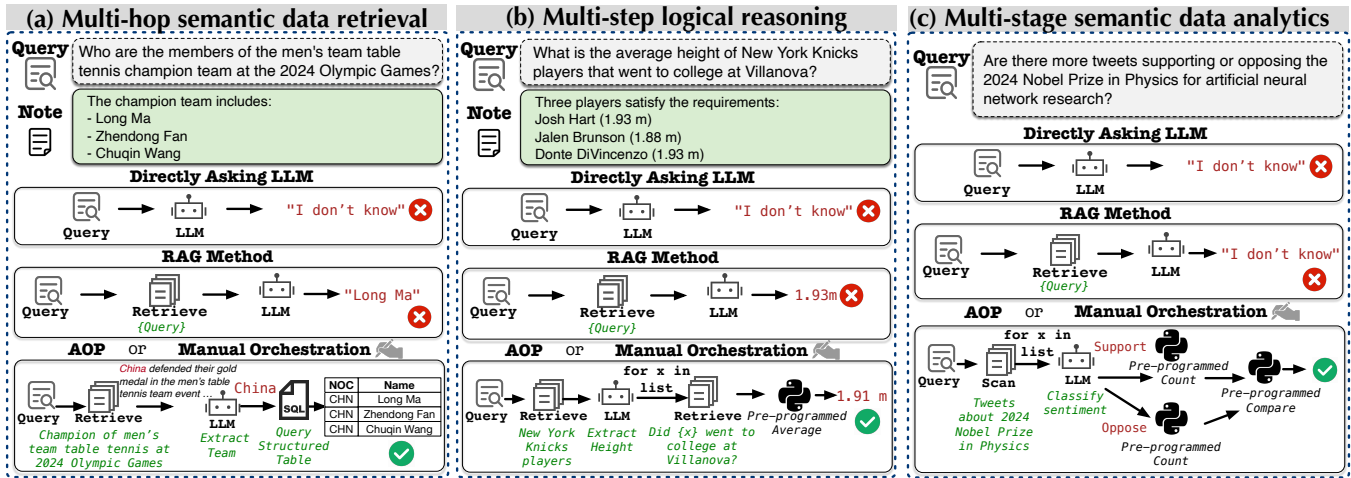 (a) Multi-hop semantic data retrieval
Query
Who are the members of the men's team table
tennis champion team at the 2024 Olympic Games?
Note
The champion team includes:
- Long Ma
- Zhendong Fan
- Chuqin Wang
Directly Asking LLM
Query
LLM
"I don't know"
RAG Method
Query
Retrieve
{Query}
LLM
"Long Ma"
AOP or Manual Orchestration
Query
Retrieve
Champion of men's
team table tennis at
2024 Olympic Games
China defended their gold
medal in the men's table
tennis team event ...
LLM
Extract
Team
China
SQL
Query
Structured
Table
NOC Name
CHN Long Ma
CHN Zhendong Fan
CHN Chuqin Wang
(b) Multi-step logical reasoning
Query
What is the average height of New York Knicks
players that went to college at Villanova?
Note
Three players satisfy the requirements:
Josh Hart (1.93 m)
Jalen Brunson (1.88 m)
Donte DiVincenzo (1.93 m)
Directly Asking LLM
Query
LLM
"I don't know"
RAG Method
Query
Retrieve
{Query}
LLM
1.93m
AOP or Manual Orchestration
Query
Retrieve
New York
Knicks
players
LLM
Extract
Height
for x in
list
Retrieve
Did {x} went to
college at
Villanova?
Pre-programmed
Average
1.91 m
(c) Multi-stage semantic data analytics
Query
Are there more tweets supporting or opposing the
2024 Nobel Prize in Physics for artificial neural
network research?
Directly Asking LLM
Query
LLM
"I don't know"
RAG Method
Query
Retrieve
{Query}
LLM
"I don't know"
AOP or Manual Orchestration
Query
Scan
Tweets
about 2024
Nobel Prize
in Physics
for x in
list
LLM
Classify
sentiment
Support
Pre-programmed
Count
Oppose
Pre-programmed
Count
Pre-programmed
Compare